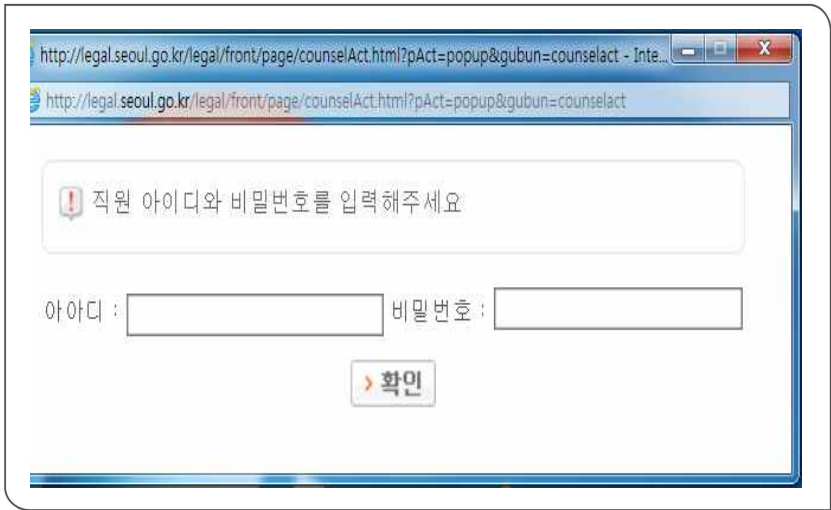 http://legal.seoul.go.kr/legal/front/page/counselAct.html?pAct=popup&gubun=counselact - Inte...
http://legal.seoul.go.kr/legal/front/page/counselAct.html?pAct=popup&gubun=counselact
직원 아이디와 비밀번호를 입력해주세요
아아디 : 비밀번호 :
확인